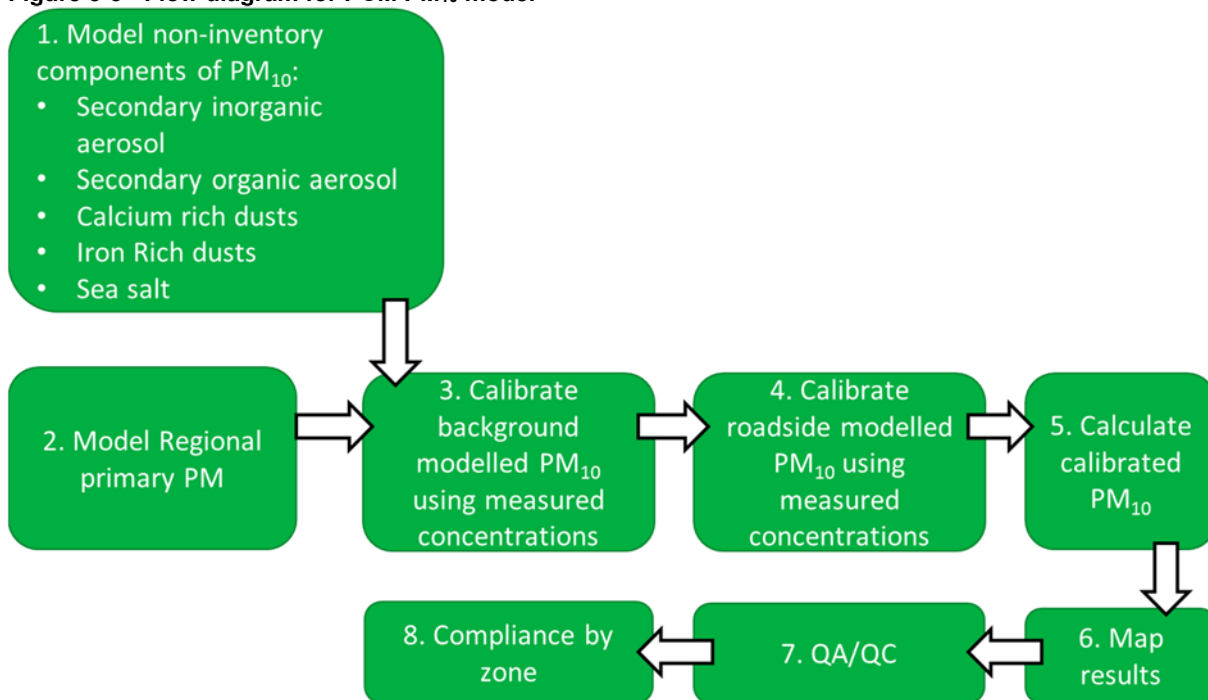 1. Model non-inventory
components of PM₁₀:
• Secondary inorganic
aerosol
• Secondary organic aerosol
• Calcium rich dusts
• Iron Rich dusts
• Sea salt
2. Model Regional
primary PM
3. Calibrate
background
modelled PM₁₀
using measured
concentrations
4. Calibrate
roadside modelled
PM₁₀ using
measured
concentrations
5. Calculate
calibrated
PM₁₀
6. Map
results
7. QA/QC
8. Compliance by
zone